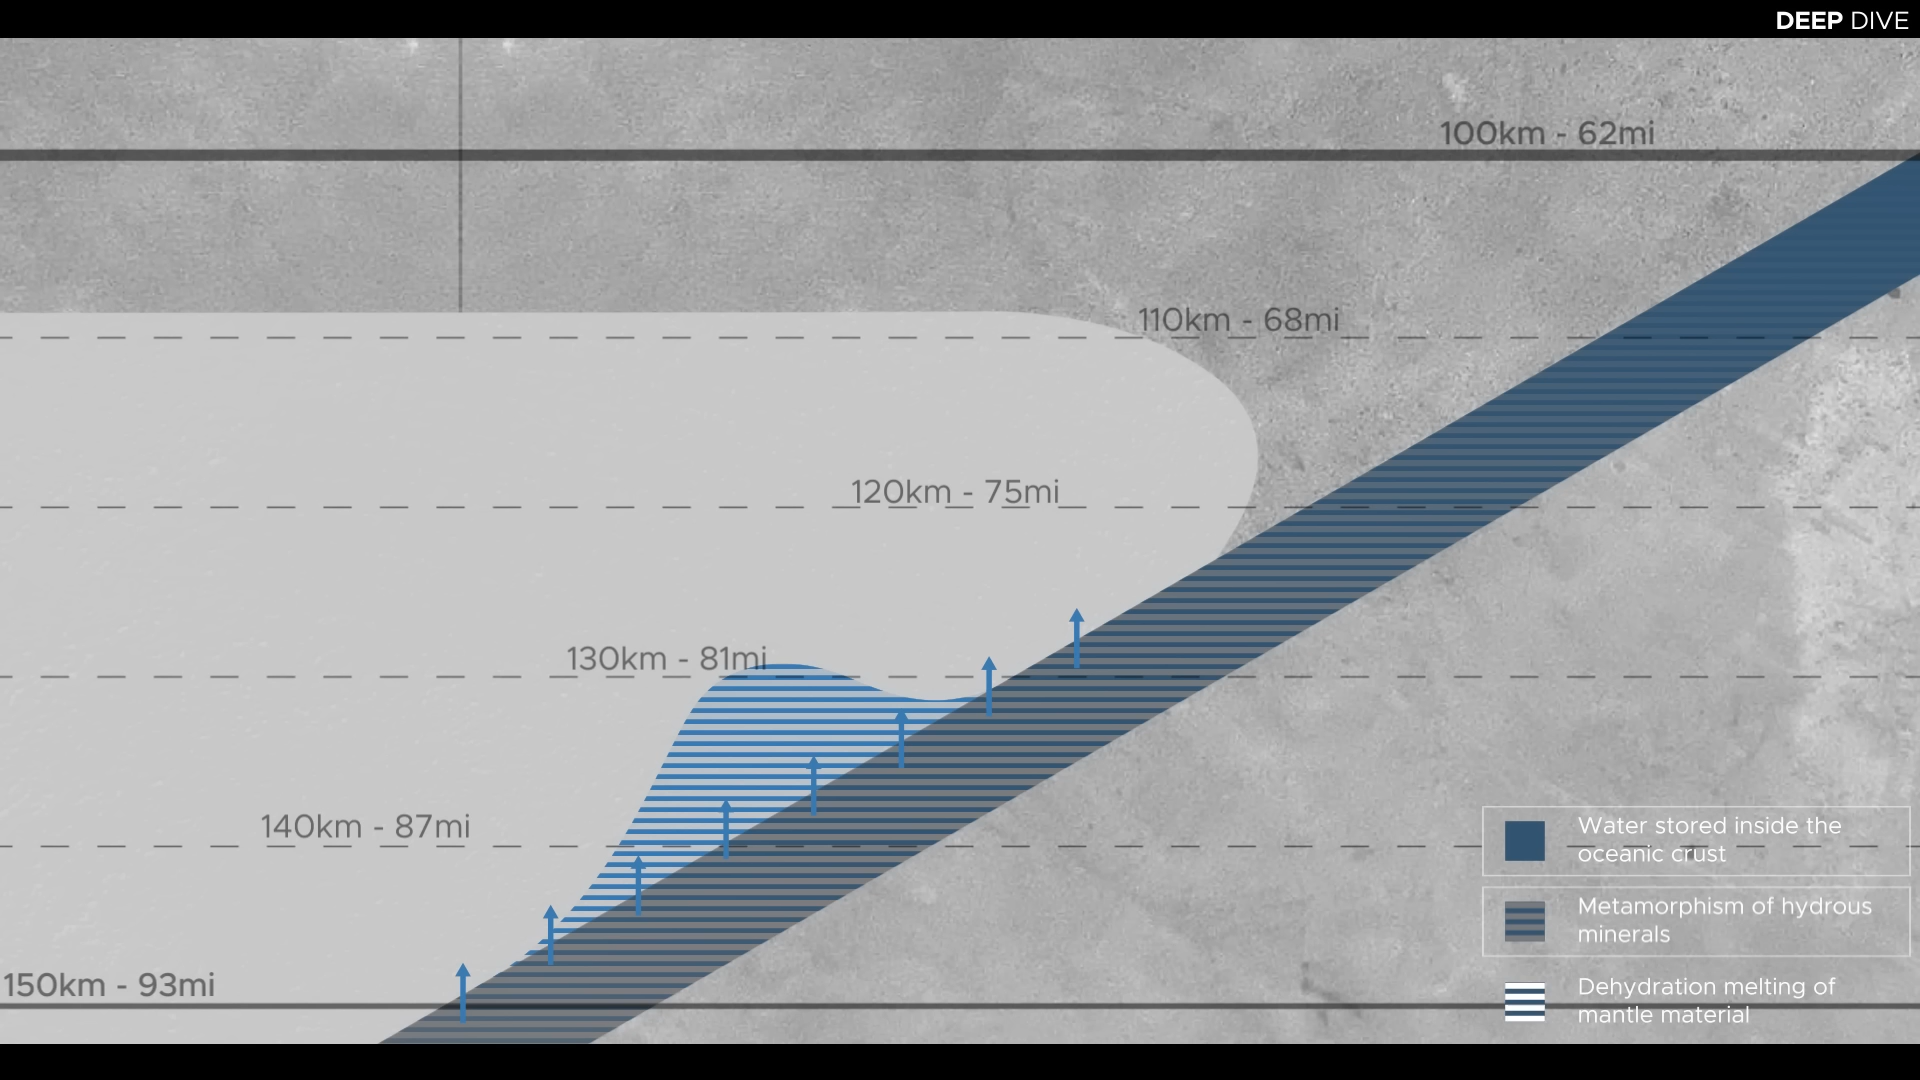 DEEP DIVE
100km - 62mi
110km - 68mi
120km - 75mi
130km - 81mi
140km - 87mi
150km - 93mi
Water stored inside the
oceanic crust
Metamorphism of hydrous
minerals
Dehydration melting of
mantle material